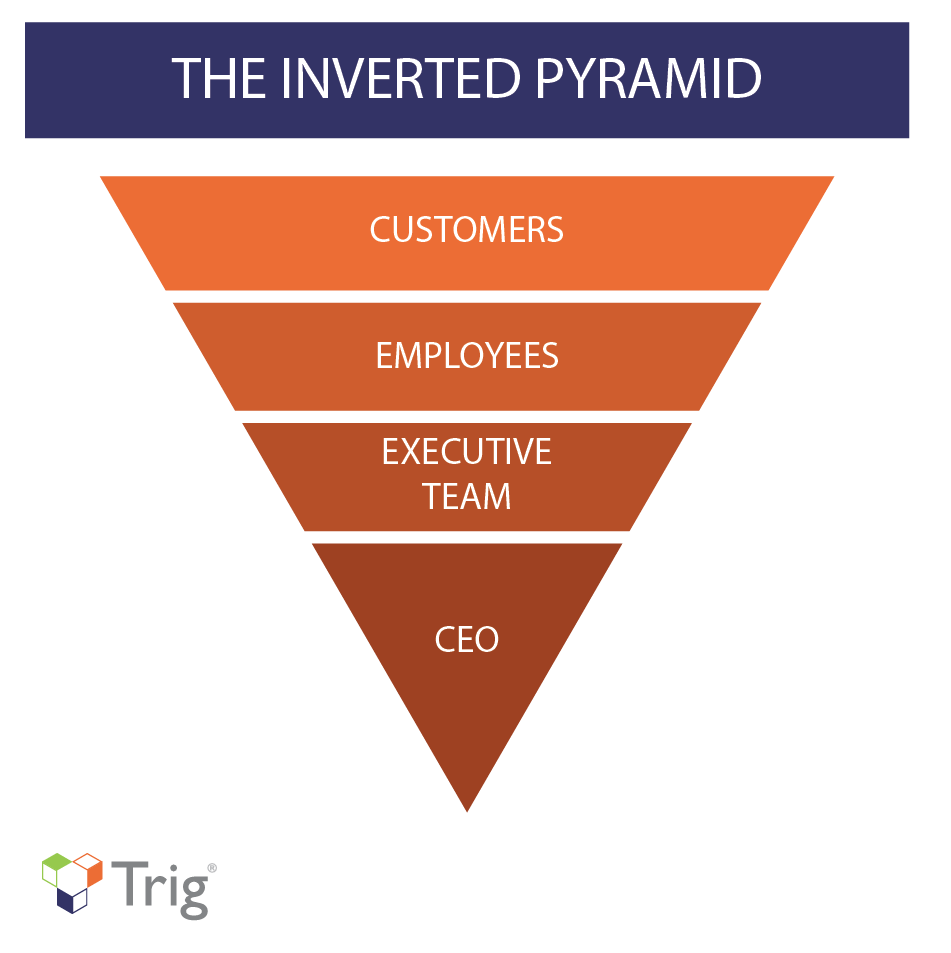 THE INVERTED PYRAMID
CUSTOMERS
EMPLOYEES
EXECUTIVE
TEAM
CEO
Trig®